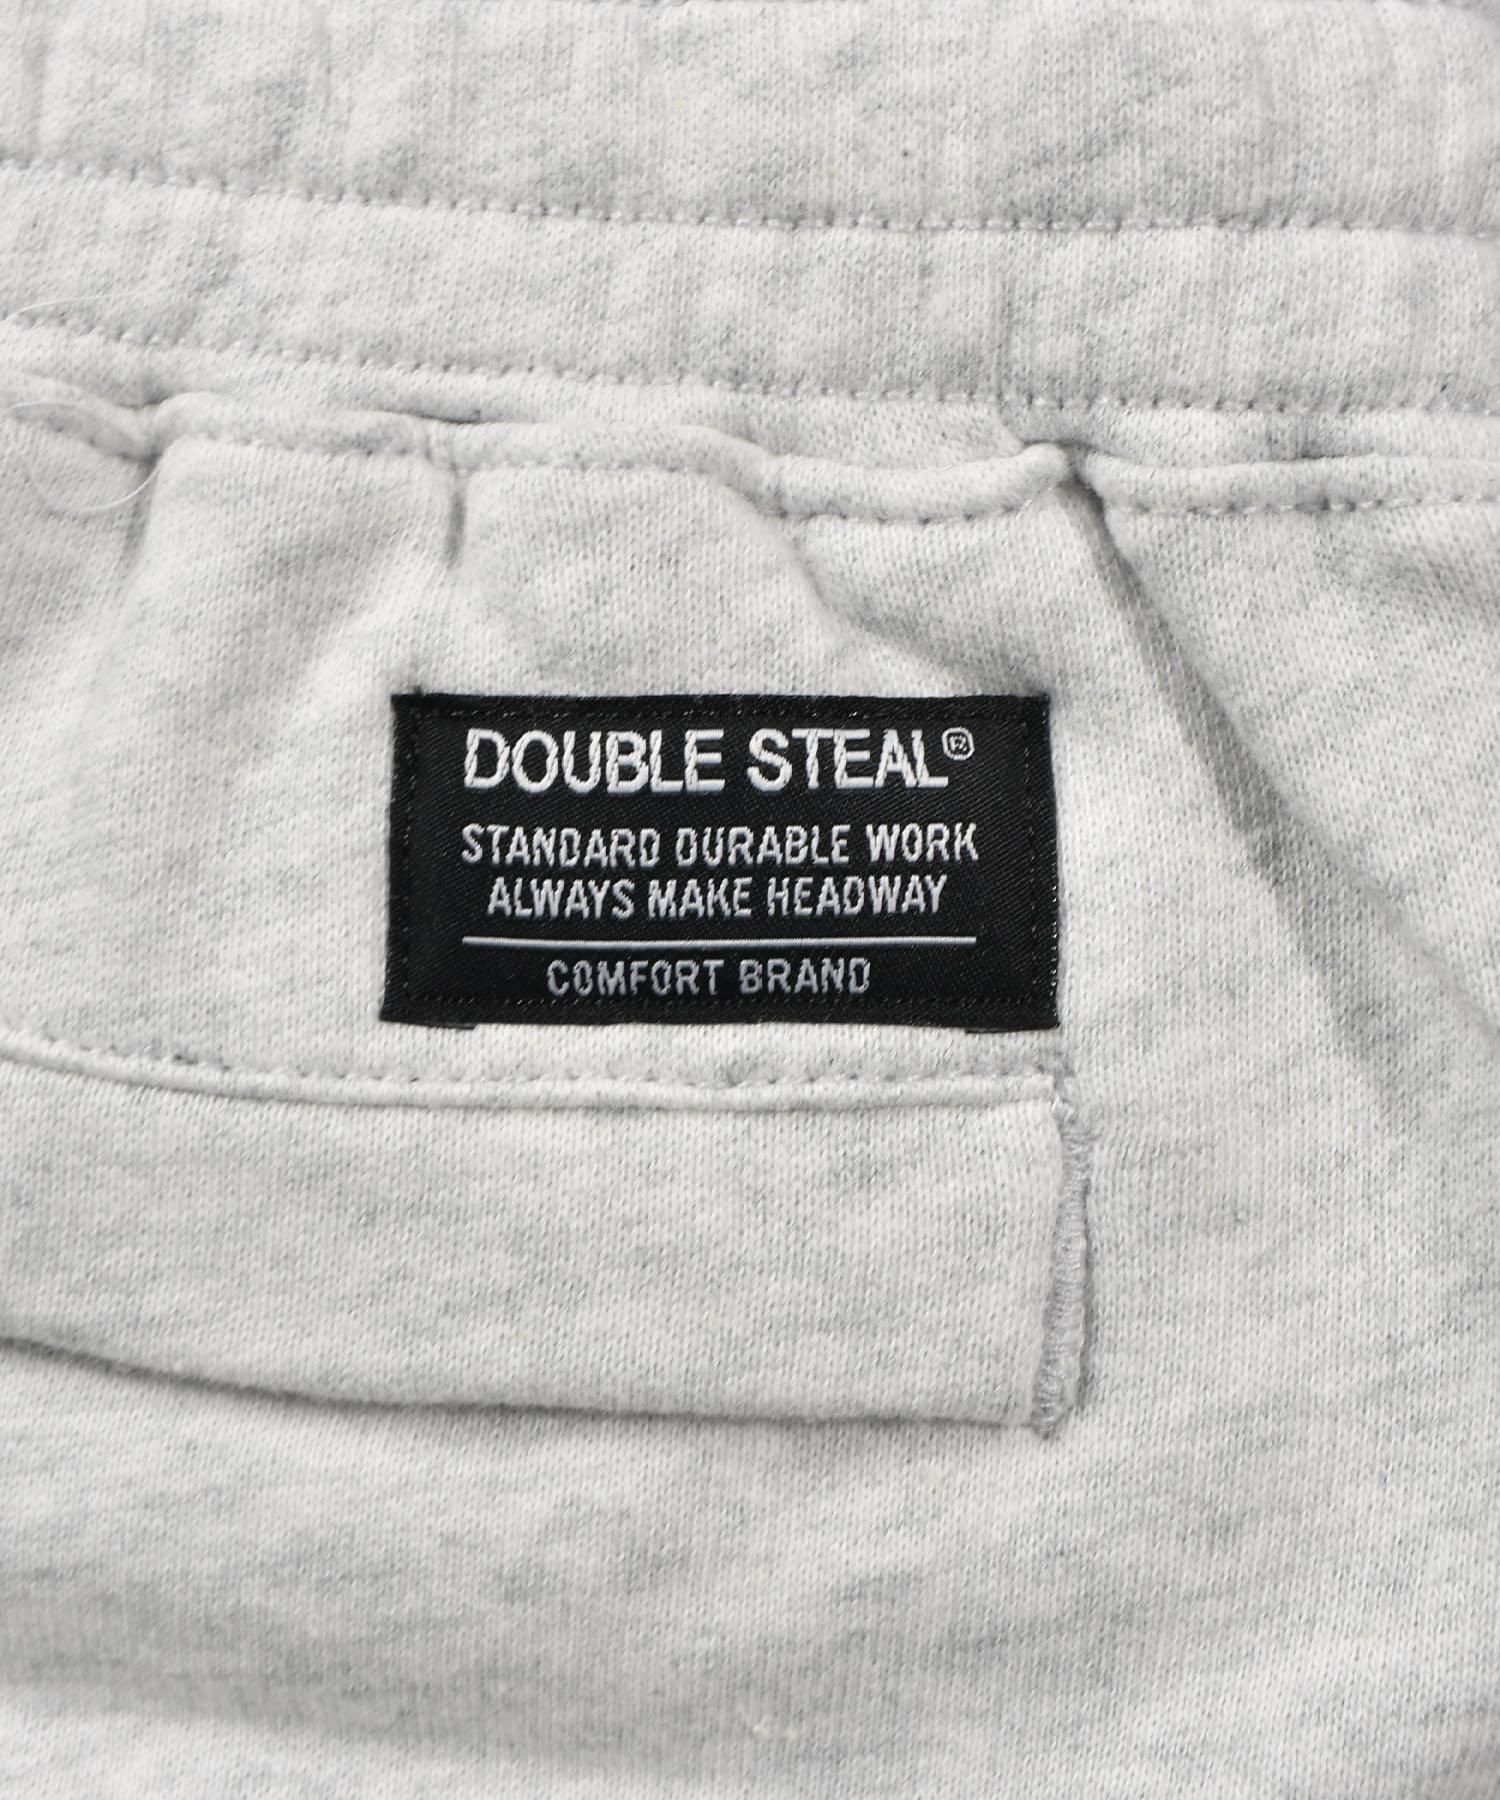 DOUBLE STEAL®
STANDARD DURABLE WORK
ALWAYS MAKE HEADWAY
COMFORT BRAND